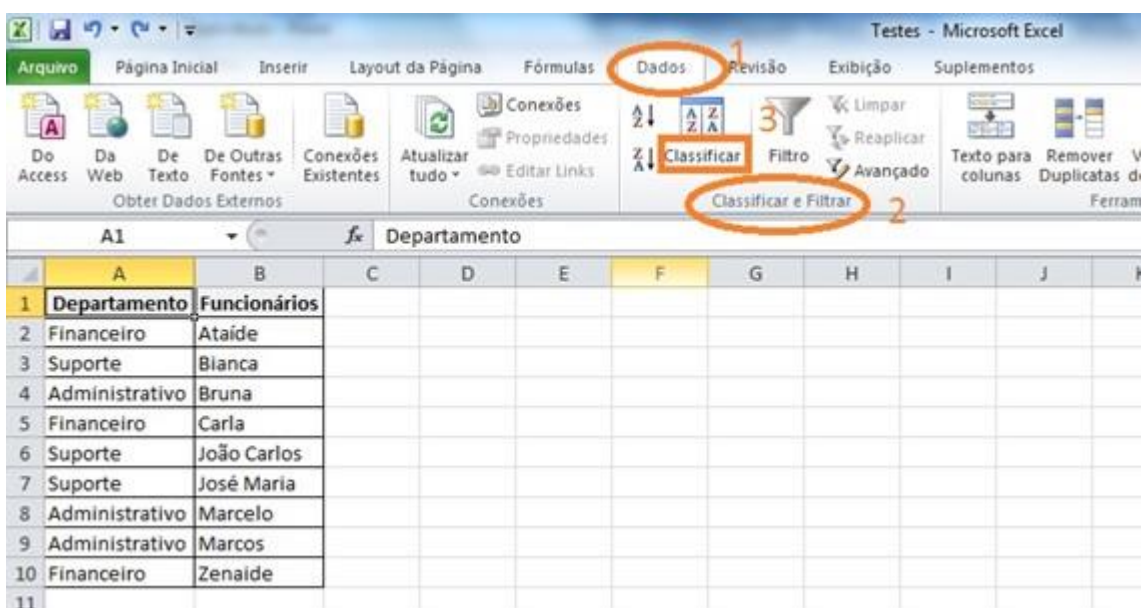 Testes - Microsoft Excel
Arquivo Página Inicial Inserir Layout da Página Fórmulas Dados Revisão Exibição Suplementos
1
Do Access
Da Web
De Texto
De Outras Fontes
Conexões Existentes
Obter Dados Externos
Atualizar tudo
Conexões
Propriedades
Editar Links
Conexões
A Z
Z A
A Z Z A
Classificar
3
Filtro
Limpar
Reaplicar
Avançado
Classificar e Filtrar
2
Texto para colunas
Remover Duplicatas
A1 fx Departamento
A B C D E F G H I J
1 Departamento Funcionários
2 Financeiro Ataíde
3 Suporte Bianca
4 Administrativo Bruna
5 Financeiro Carla
6 Suporte João Carlos
7 Suporte José Maria
8 Administrativo Marcelo
9 Administrativo Marcos
10 Financeiro Zenaide
11